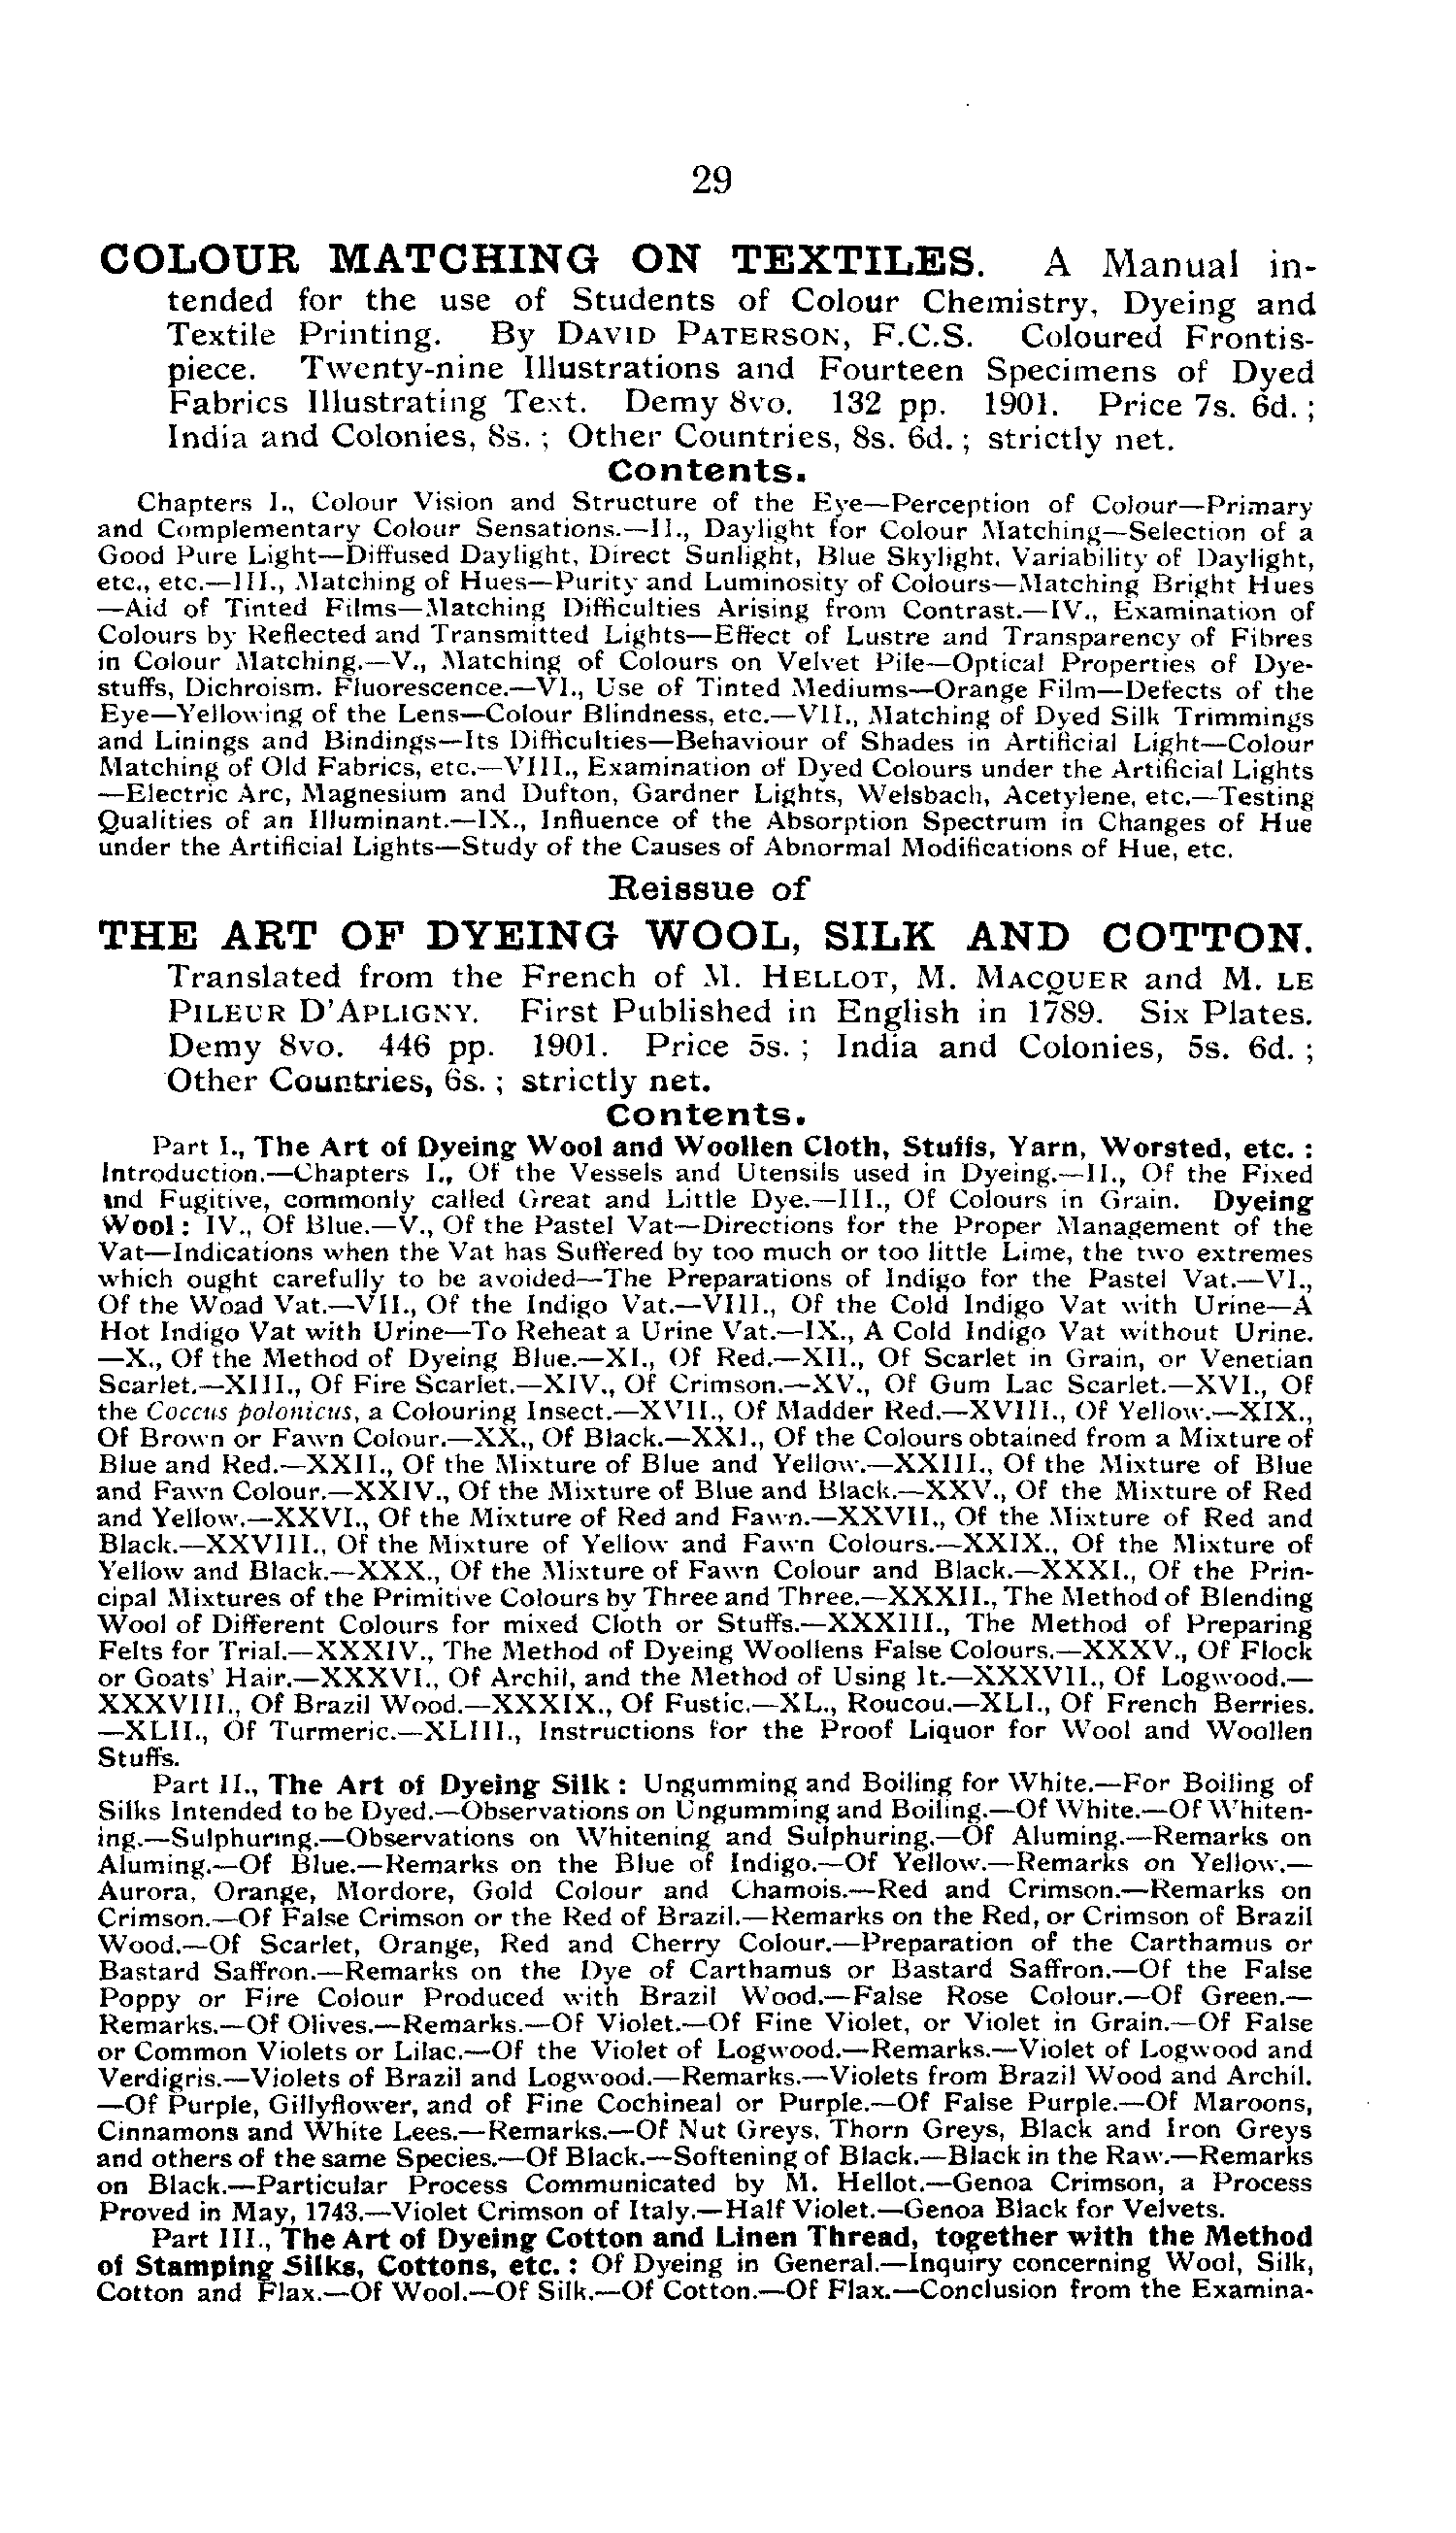 29
COLOUR MATCHING ON TEXTILES. A Manual in-
tended for the use of Students of Colour Chemistry, Dyeing and
Textile Printing. By DAVID PATERSON, F.C.S. Coloured Frontis-
piece. Twenty-nine Illustrations and Fourteen Specimens of Dyed
Fabrics Illustrating Text. Demy 8vo. 132 pp. 1901. Price 7s. 6d. ;
India and Colonies, 8s. ; Other Countries, 8s. 6d. ; strictly net.
Contents.
Chapters I., Colour Vision and Structure of the Eye—Perception of Colour—Primary
and Complementary Colour Sensations.—II., Daylight for Colour Matching—Selection of a
Good Pure Light—Diffused Daylight, Direct Sunlight, Blue Skylight, Variability of Daylight,
etc., etc.—III., Matching of Hues—Purity and Luminosity of Colours—Matching Bright Hues
—Aid of Tinted Films—Matching Difficulties Arising from Contrast.—IV., Examination of
Colours by Reflected and Transmitted Lights—Effect of Lustre and Transparency of Fibres
in Colour Matching.—V., Matching of Colours on Velvet Pile—Optical Properties of Dye-
stuffs, Dichroism. Fluorescence.—VI., Use of Tinted Mediums—Orange Film—Defects of the
Eye—Yellowing of the Lens—Colour Blindness, etc.—VII., Matching of Dyed Silk Trimmings
and Linings and Bindings—Its Difficulties—Behaviour of Shades in Artificial Light—Colour
Matching of Old Fabrics, etc.—VIII., Examination of Dyed Colours under the Artificial Lights
—Electric Arc, Magnesium and Dufton, Gardner Lights, Welsbach, Acetylene, etc.—Testing
Qualities of an Illuminant.—IX., Influence of the Absorption Spectrum in Changes of Hue
under the Artificial Lights—Study of the Causes of Abnormal Modifications of Hue, etc.
Reissue of
THE ART OF DYEING WOOL, SILK AND COTTON.
Translated from the French of M. HELLOT, M. MACQUER and M. LE
PILEUR D'APLIGNY. First Published in English in 1789. Six Plates.
Demy 8vo. 446 pp. 1901. Price 5s. ; India and Colonies, 5s. 6d. ;
Other Countries, 6s. ; strictly net.
Contents.
Part I., The Art of Dyeing Wool and Woollen Cloth, Stuffs, Yarn, Worsted, etc. :
Introduction.—Chapters I., Of the Vessels and Utensils used in Dyeing.—II., Of the Fixed
and Fugitive, commonly called Great and Little Dye.—III., Of Colours in Grain. Dyeing
Wool : IV., Of Blue.—V., Of the Pastel Vat—Directions for the Proper Management of the
Vat—Indications when the Vat has Suffered by too much or too little Lime, the two extremes
which ought carefully to be avoided—The Preparations of Indigo for the Pastel Vat.—VI.,
Of the Woad Vat.—VII., Of the Indigo Vat.—VIII., Of the Cold Indigo Vat with Urine—A
Hot Indigo Vat with Urine—To Reheat a Urine Vat.—IX., A Cold Indigo Vat without Urine.
—X., Of the Method of Dyeing Blue.—XI., Of Red.—XII., Of Scarlet in Grain, or Venetian
Scarlet.—XIII., Of Fire Scarlet.—XIV., Of Crimson.—XV., Of Gum Lac Scarlet.—XVI., Of
the Coccus polonicus, a Colouring Insect.—XVII., Of Madder Red.—XVIII., Of Yellow.—XIX.,
Of Brown or Fawn Colour.—XX., Of Black.—XXI., Of the Colours obtained from a Mixture of
Blue and Red.—XXII., Of the Mixture of Blue and Yellow.—XXIII., Of the Mixture of Blue
and Fawn Colour.—XXIV., Of the Mixture of Blue and Black.—XXV., Of the Mixture of Red
and Yellow.—XXVI., Of the Mixture of Red and Fawn.—XXVII., Of the Mixture of Red and
Black.—XXVIII., Of the Mixture of Yellow and Fawn Colours.—XXIX., Of the Mixture of
Yellow and Black.—XXX., Of the Mixture of Fawn Colour and Black.—XXXI., Of the Prin-
cipal Mixtures of the Primitive Colours by Three and Three.—XXXII., The Method of Blending
Wool of Different Colours for mixed Cloth or Stuffs.—XXXIII., The Method of Preparing
Felts for Trial.—XXXIV., The Method of Dyeing Woollens False Colours.—XXXV., Of Flock
or Goats' Hair.—XXXVI., Of Archil, and the Method of Using It.—XXXVII., Of Logwood.—
XXXVIII., Of Brazil Wood.—XXXIX., Of Fustic.—XL., Roucou.—XLI., Of French Berries.
—XLII., Of Turmeric.—XLIII., Instructions for the Proof Liquor for Wool and Woollen
Stuffs.
Part II., The Art of Dyeing Silk : Ungumming and Boiling for White.—For Boiling of
Silks Intended to be Dyed.—Observations on Ungumming and Boiling.—Of White.—Of Whiten-
ing.—Sulphuring.—Observations on Whitening and Sulphuring.—Of Aluming.—Remarks on
Aluming.—Of Blue.—Remarks on the Blue of Indigo.—Of Yellow.—Remarks on Yellow.—
Aurora, Orange, Mordore, Gold Colour and Chamois.—Red and Crimson.—Remarks on
Crimson.—Of False Crimson or the Red of Brazil.—Remarks on the Red, or Crimson of Brazil
Wood.—Of Scarlet, Orange, Red and Cherry Colour.—Preparation of the Carthamus or
Bastard Saffron.—Remarks on the Dye of Carthamus or Bastard Saffron.—Of the False
Poppy or Fire Colour Produced with Brazil Wood.—False Rose Colour.—Of Green.—
Remarks.—Of Olives.—Remarks.—Of Violet.—Of Fine Violet, or Violet in Grain.—Of False
or Common Violets or Lilac.—Of the Violet of Logwood.—Remarks.—Violet of Logwood and
Verdigris.—Violets of Brazil and Logwood.—Remarks.—Violets from Brazil Wood and Archil.
—Of Purple, Gillyflower, and of Fine Cochineal or Purple.—Of False Purple.—Of Maroons,
Cinnamons and White Lees.—Remarks.—Of Nut Greys, Thorn Greys, Black and Iron Greys
and others of the same Species.—Of Black.—Softening of Black.—Black in the Raw.—Remarks
on Black.—Particular Process Communicated by M. Hellot.—Genoa Crimson, a Process
Proved in May, 1743.—Violet Crimson of Italy.—Half Violet.—Genoa Black for Velvets.
Part III., The Art of Dyeing Cotton and Linen Thread, together with the Method
of Stamping Silks, Cottons, etc. : Of Dyeing in General.—Inquiry concerning Wool, Silk,
Cotton and Flax.—Of Wool.—Of Silk.—Of Cotton.—Of Flax.—Conclusion from the Examina-